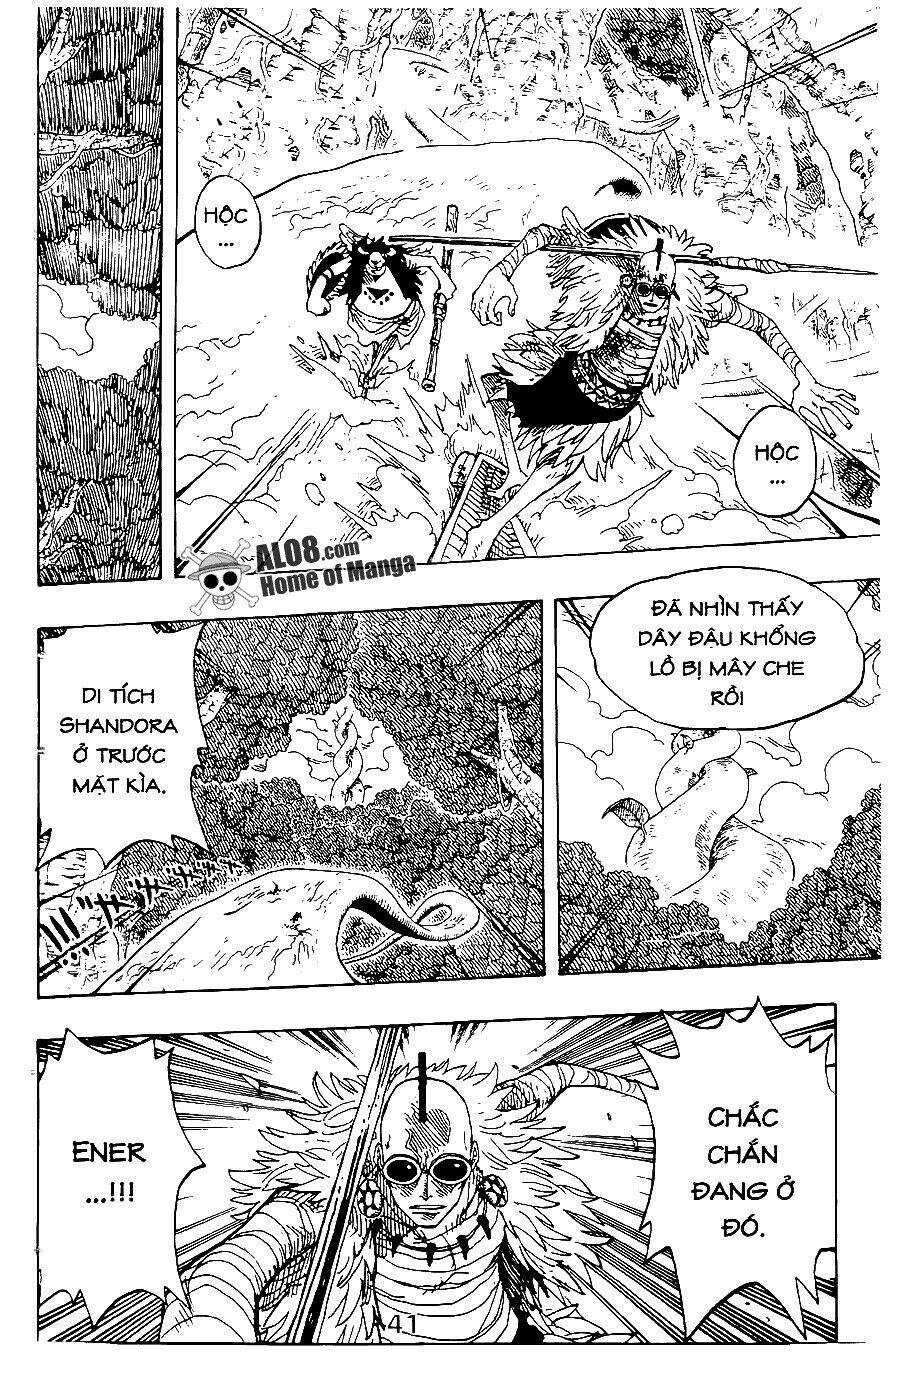 HỘC
...
HỘC
...
AL08.com
Home of Manga
ĐÃ NHÌN THẤY
DÂY ĐẬU KHỔNG
LỒ BỊ MÂY CHE
RỒI
DI TÍCH
SHANDORA
Ở TRƯỚC
MẶT KÌA.
CHẮC
CHẮN
ĐANG Ở
ĐÓ.
ENER
...!!!
41